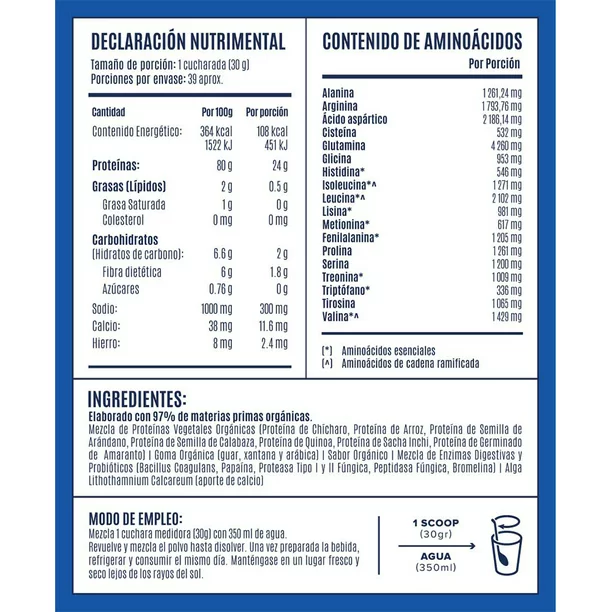 DECLARACIÓN NUTRIMENTAL
Tamaño de porción: 1 cucharada (30 g)
Porciones por envase: 39 aprox.
Cantidad Por 100g Por porción
Contenido Energético: 364 kcal 108 kcal
1522 kJ 451 kJ
Proteínas: 80 g 24 g
Grasas (Lípidos) 2 g 0.5 g
Grasa Saturada 1 g 0 g
Colesterol 0 mg 0 mg
Carbohidratos
(Hidratos de carbono): 6.6 g 2 g
Fibra dietética 6 g 1.8 g
Azúcares 0.76 g 0 g
Sodio: 1000 mg 300 mg
Calcio: 38 mg 11.6 mg
Hierro: 8 mg 2.4 mg
CONTENIDO DE AMINOÁCIDOS
Por Porción
Alanina 1 261,24 mg
Arginina 1 793,76 mg
Ácido aspártico 2 186,14 mg
Cisteína 532 mg
Glutamina 4 260 mg
Glicina 953 mg
Histidina* 546 mg
Isoleucina*^ 1 271 mg
Leucina*^ 2 102 mg
Lisina* 981 mg
Metionina* 617 mg
Fenilalanina* 1 205 mg
Prolina 1 261 mg
Serina 1 200 mg
Treonina* 1 009 mg
Triptófano* 336 mg
Tirosina 1 065 mg
Valina*^ 1 429 mg
(*) Aminoácidos esenciales
(^) Aminoácidos de cadena ramificada
INGREDIENTES:
Elaborado con 97% de materias primas orgánicas.
Mezcla de Proteínas Vegetales Orgánicas (Proteína de Chícharo, Proteína de Arroz, Proteína de Semilla de
Arándano, Proteína de Semilla de Calabaza, Proteína de Quinoa, Proteína de Sacha Inchi, Proteína de Germinado
de Amaranto) | Goma Orgánica (guar, xantana y arábica) | Sabor Orgánico | Mezcla de Enzimas Digestivas y
Probióticos (Bacillus Coagulans, Papaína, Proteasa Tipo I y II Fúngica, Peptidasa Fúngica, Bromelina) | Alga
Lithothamnium Calcareum (aporte de calcio)
MODO DE EMPLEO:
Mezcla 1 cuchara medidora (30g) con 350 ml de agua.
Revuelve y mezcla el polvo hasta disolver. Una vez preparada la bebida,
refrigerar y consumir el mismo día. Manténgase en un lugar fresco y
seco lejos de los rayos del sol.
1 SCOOP
(30gr)
AGUA
(350ml)